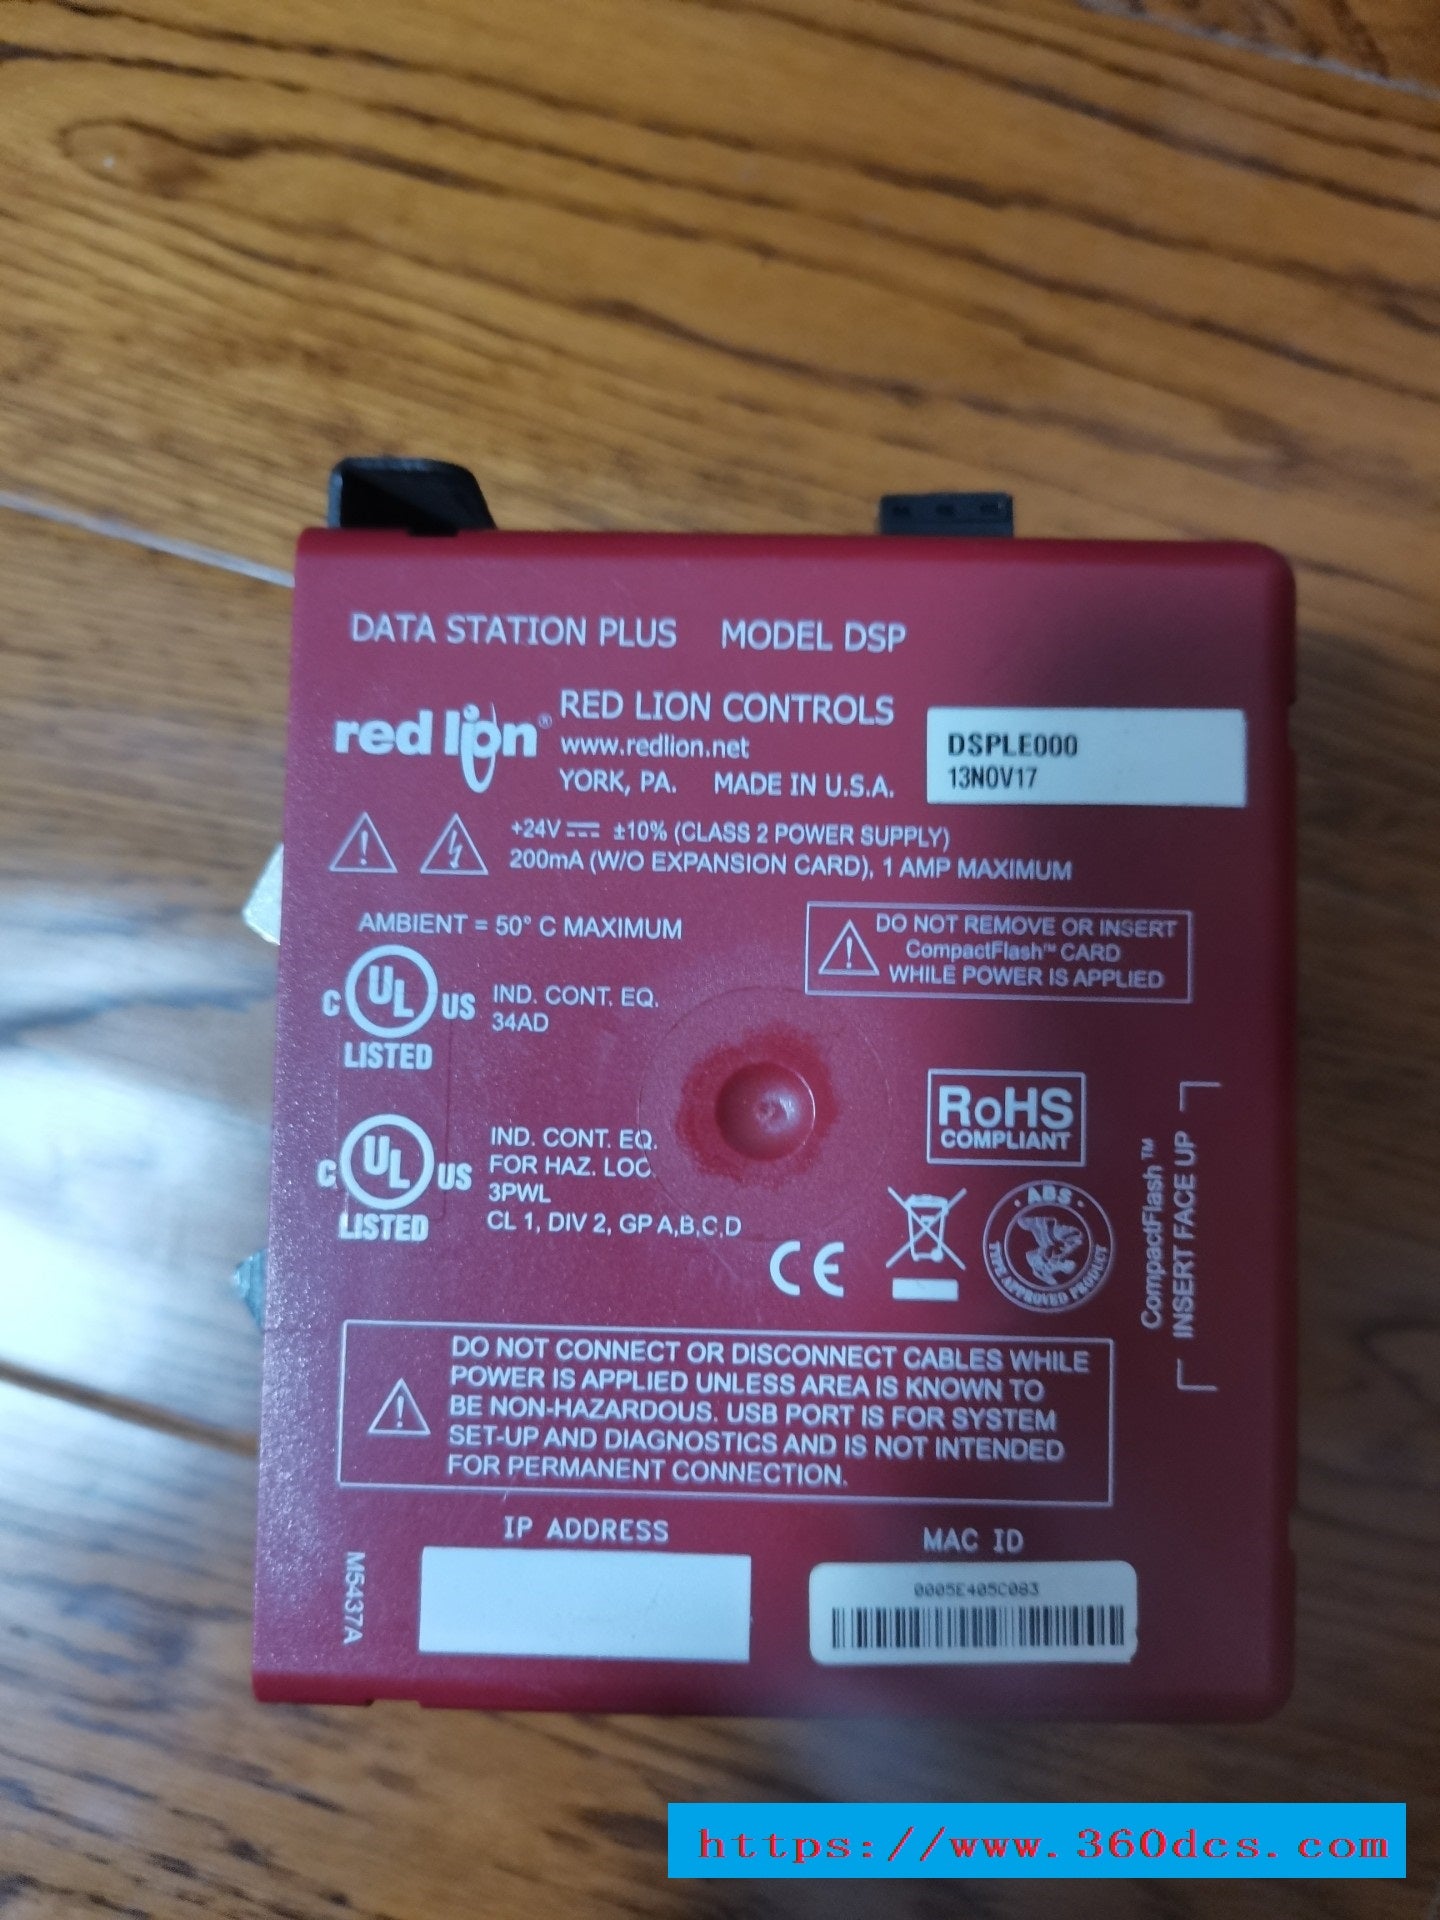 DATA STATION PLUS MODEL DSP
red lion®
RED LION CONTROLS
www.redlion.net
YORK, PA. MADE IN U.S.A.
DSPLE000
13NOV17
+24V ⎓ ±10% (CLASS 2 POWER SUPPLY)
200mA (W/O EXPANSION CARD), 1 AMP MAXIMUM
AMBIENT = 50° C MAXIMUM
DO NOT REMOVE OR INSERT
CompactFlash™ CARD
WHILE POWER IS APPLIED
C UL US
LISTED
IND. CONT. EQ.
34AD
C UL US
LISTED
IND. CONT. EQ.
FOR HAZ. LOC.
3PWL
CL 1, DIV 2, GP A,B,C,D
RoHS
COMPLIANT
CE
ABS
TYPE APPROVED PRODUCT
CompactFlash™
INSERT FACE UP
DO NOT CONNECT OR DISCONNECT CABLES WHILE
POWER IS APPLIED UNLESS AREA IS KNOWN TO
BE NON-HAZARDOUS. USB PORT IS FOR SYSTEM
SET-UP AND DIAGNOSTICS AND IS NOT INTENDED
FOR PERMANENT CONNECTION.
M5437A
IP ADDRESS
MAC ID
0005E405C083
https://www.360dcs.com